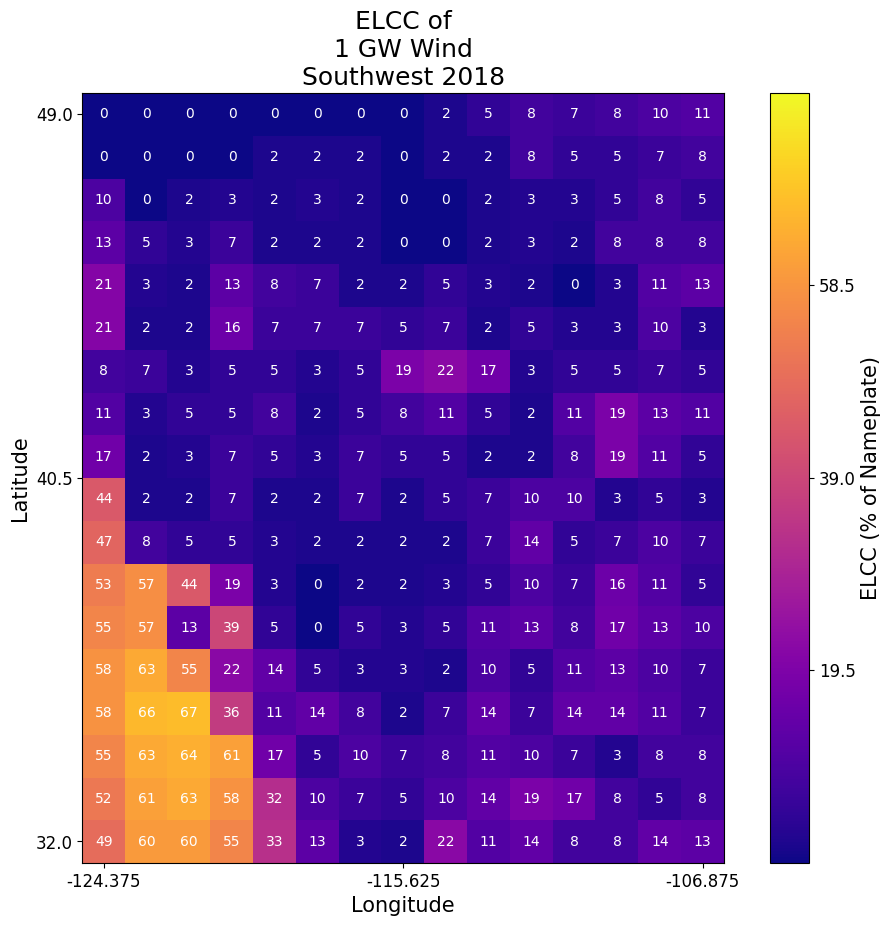 ELCC of
1 GW Wind
Southwest 2018
49.0
0 0 0 0 0 0 0 0 2 5 8 7 8 10 11
0 0 0 0 2 2 2 0 2 2 8 5 5 7 8
10 0 2 3 2 3 2 0 0 2 3 3 5 8 5
13 5 3 7 2 2 2 0 0 2 3 2 8 8 8
21 3 2 13 8 7 2 2 5 3 2 0 3 11 13
21 2 2 16 7 7 7 5 7 2 5 3 3 10 3
8 7 3 5 5 3 5 19 22 17 3 5 5 7 5
11 3 5 5 8 2 5 8 11 5 2 11 19 13 11
17 2 3 7 5 3 7 5 5 2 2 8 19 11 5
40.5
44 2 2 7 2 2 7 2 5 7 10 10 3 5 3
47 8 5 5 3 2 2 2 2 7 14 5 7 10 7
53 57 44 19 3 0 2 2 3 5 10 7 16 11 5
55 57 13 39 5 0 5 3 5 11 13 8 17 13 10
58 63 55 22 14 5 3 3 2 10 5 11 13 10 7
58 66 67 36 11 14 8 2 7 14 7 14 14 11 7
55 63 64 61 17 5 10 7 8 11 10 7 3 8 8
52 61 63 58 32 10 7 5 10 14 19 17 8 5 8
32.0
49 60 60 55 33 13 3 2 22 11 14 8 8 14 13
-124.375 -115.625 -106.875
Longitude
Latitude
58.5
39.0
19.5
ELCC (% of Nameplate)